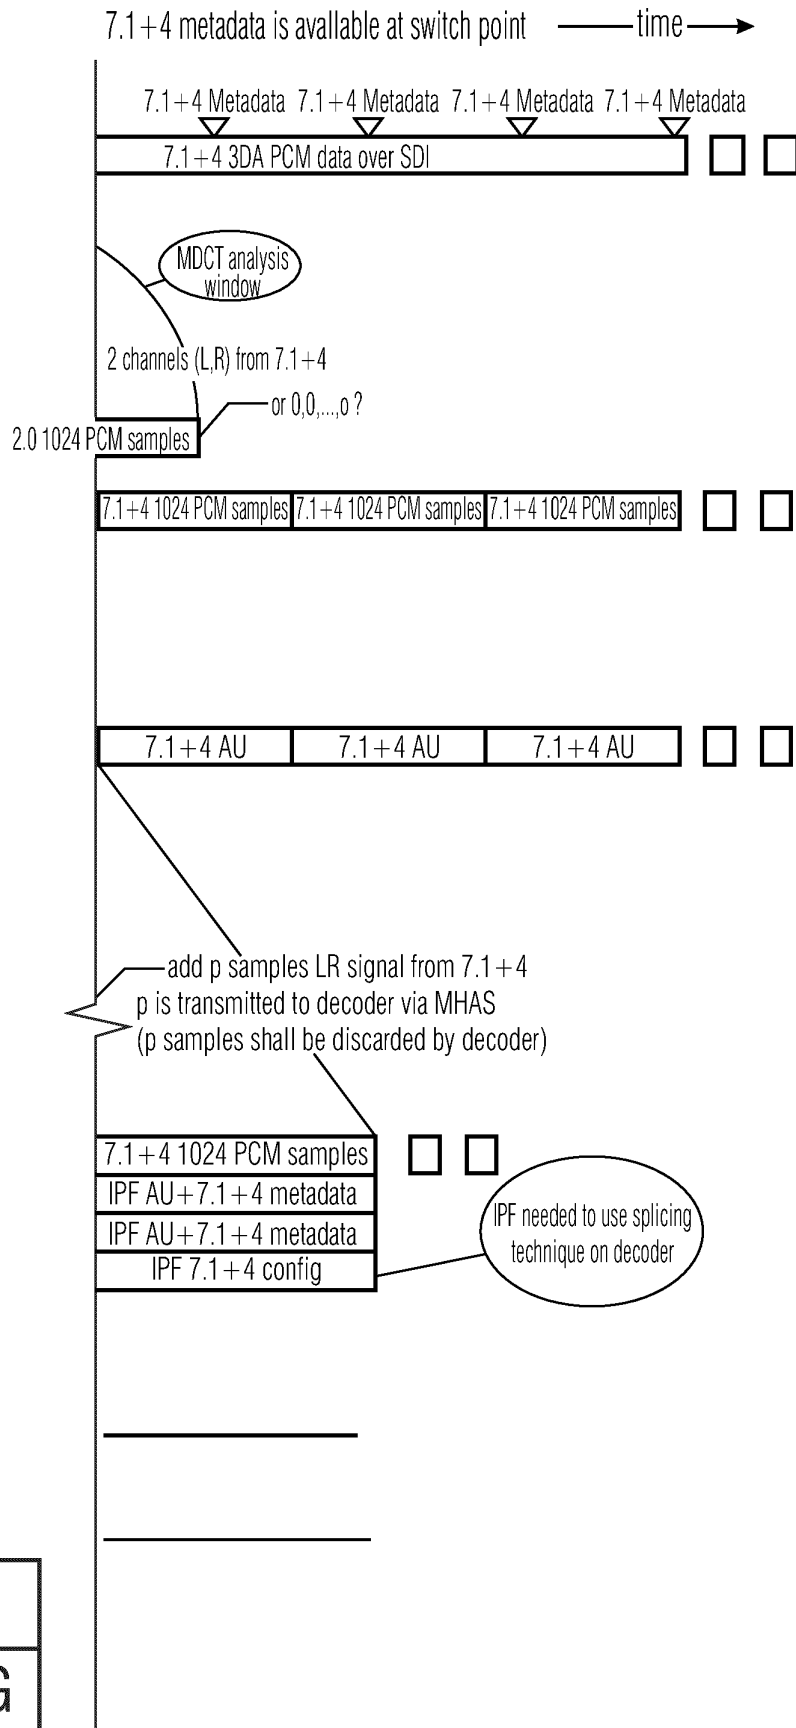 7.1+4 metadata is avallable at switch point
time
7.1+4 Metadata 7.1+4 Metadata 7.1+4 Metadata 7.1+4 Metadata
7.1+4 3DA PCM data over SDI
MDCT analysis
window
2 channels (L,R) from 7.1+4
or 0,0,...,o ?
2.0 1024 PCM samples
7.1+4 1024 PCM samples 7.1+4 1024 PCM samples 7.1+4 1024 PCM samples
7.1+4 AU 7.1+4 AU 7.1+4 AU
add p samples LR signal from 7.1+4
p is transmitted to decoder via MHAS
(p samples shall be discarded by decoder)
7.1+4 1024 PCM samples
IPF AU+7.1+4 metadata
IPF AU+7.1+4 metadata
IPF 7.1+4 config
IPF needed to use splicing
technique on decoder